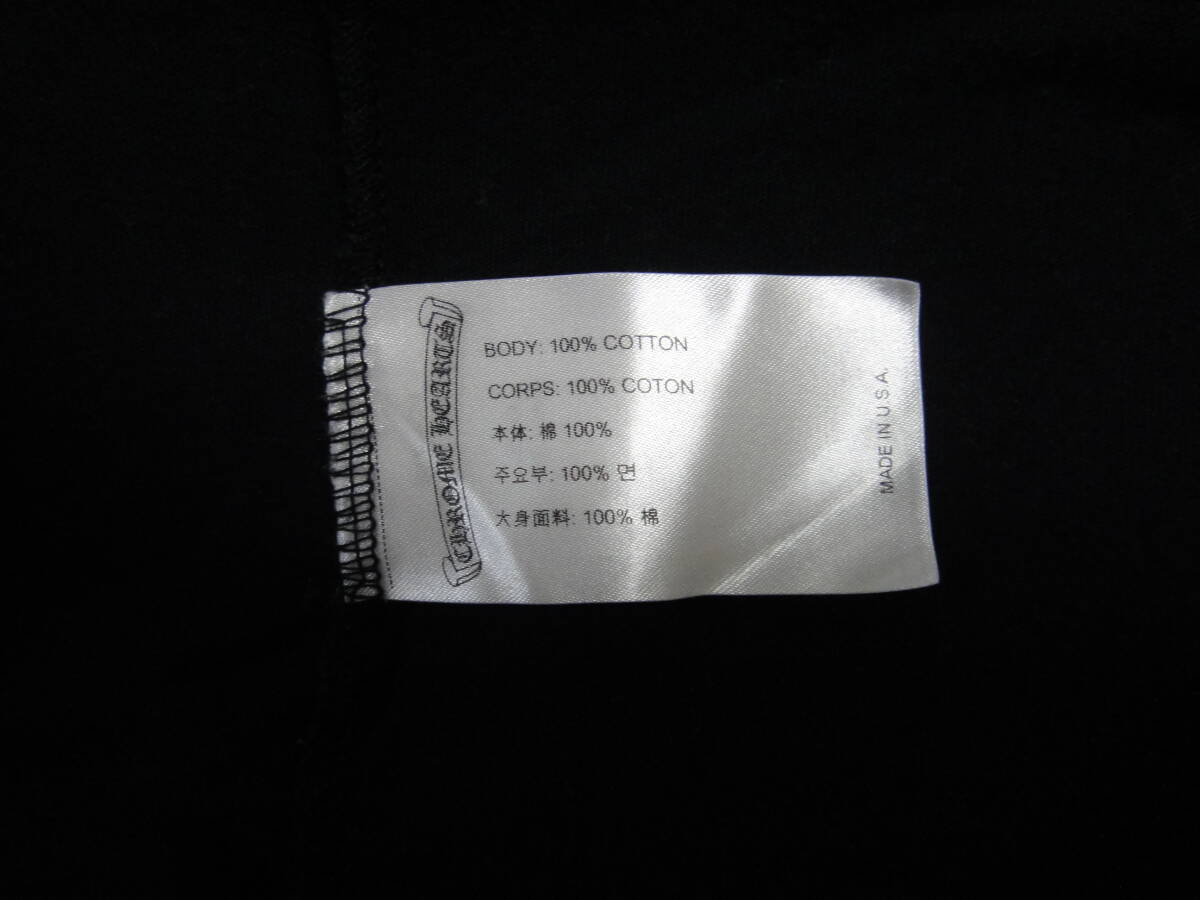 CHROME HEARTS
BODY: 100% COTTON
CORPS: 100% COTON
本体: 棉 100%
주요부: 100% 면
大身面料: 100% 棉
MADE IN U.S.A.